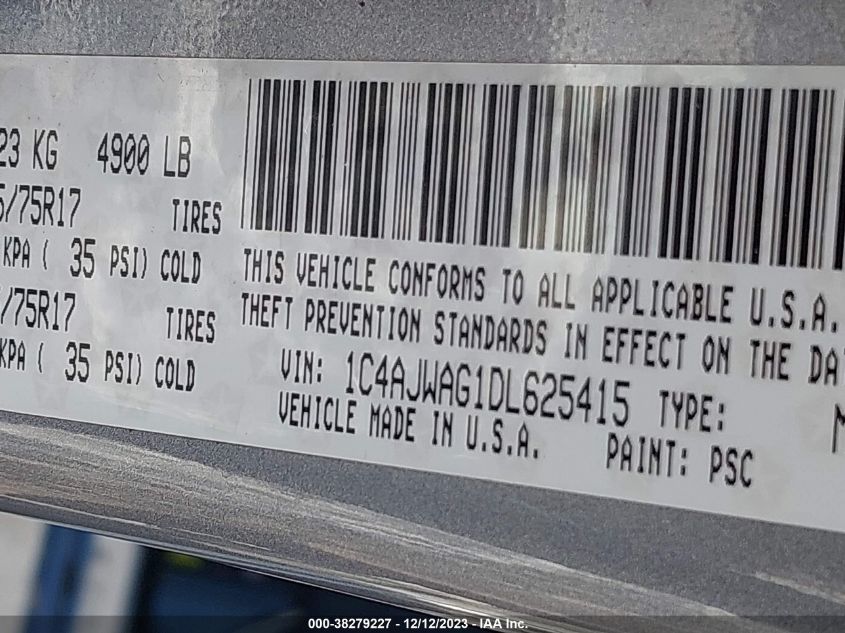 23 KG 4900 LB
/75R17 TIRES
KPA ( 35 PSI) COLD
/75R17 TIRES
KPA ( 35 PSI) COLD
THIS VEHICLE CONFORMS TO ALL APPLICABLE U.S.A.
THEFT PREVENTION STANDARDS IN EFFECT ON THE DA
VIN: 1C4AJWAG1DL625415 TYPE:
VEHICLE MADE IN U.S.A. PAINT: PSC
000-38279227 - 12/12/2023 - IAA Inc.